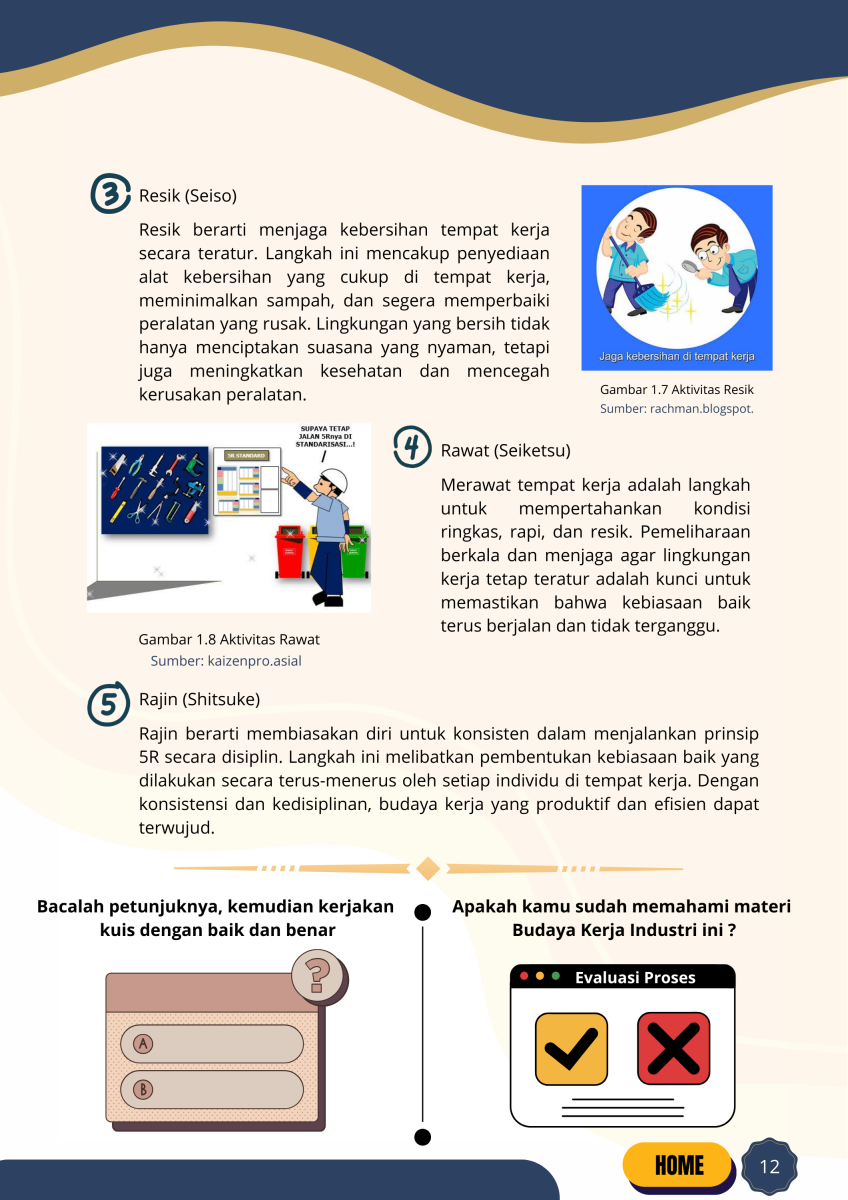 3
Resik (Seiso)
Resik berarti menjaga kebersihan tempat kerja
secara teratur. Langkah ini mencakup penyediaan
alat kebersihan yang cukup di tempat kerja,
meminimalkan sampah, dan segera memperbaiki
peralatan yang rusak. Lingkungan yang bersih tidak
hanya menciptakan suasana yang nyaman, tetapi
juga meningkatkan kesehatan dan mencegah
kerusakan peralatan.
Jaga kebersihan di tempat kerja
Gambar 1.7 Aktivitas Resik
Sumber: rachman.blogspot.
SUPAYA TETAP
JALAN 5Rnya DI
STANDARISASI...!
5R STANDARD
Gambar 1.8 Aktivitas Rawat
Sumber: kaizenpro.asial
4
Rawat (Seiketsu)
Merawat tempat kerja adalah langkah
untuk mempertahankan kondisi
ringkas, rapi, dan resik. Pemeliharaan
berkala dan menjaga agar lingkungan
kerja tetap teratur adalah kunci untuk
memastikan bahwa kebiasaan baik
terus berjalan dan tidak terganggu.
5
Rajin (Shitsuke)
Rajin berarti membiasakan diri untuk konsisten dalam menjalankan prinsip
5R secara disiplin. Langkah ini melibatkan pembentukan kebiasaan baik yang
dilakukan secara terus-menerus oleh setiap individu di tempat kerja. Dengan
konsistensi dan kedisiplinan, budaya kerja yang produktif dan efisien dapat
terwujud.
Bacalah petunjuknya, kemudian kerjakan
kuis dengan baik dan benar
?
A
B
Apakah kamu sudah memahami materi
Budaya Kerja Industri ini ?
Evaluasi Proses
HOME
12